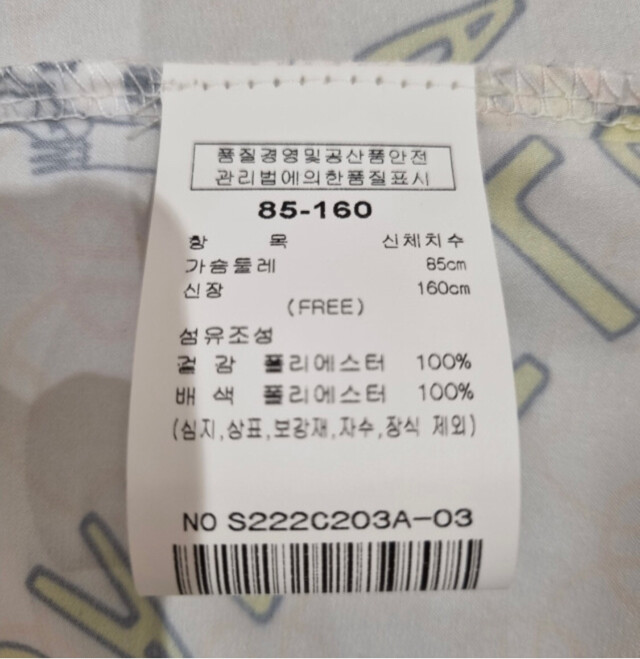 품질경영및공산품안전
관리법에의한품질표시
85-160
항 목 신체치수
가슴둘레 85cm
신장 160cm
(FREE)
섬유조성
겉 감 폴리에스터 100%
배 색 폴리에스터 100%
(심지,상표,보강재,자수,장식 제외)
NO S222C203A-03